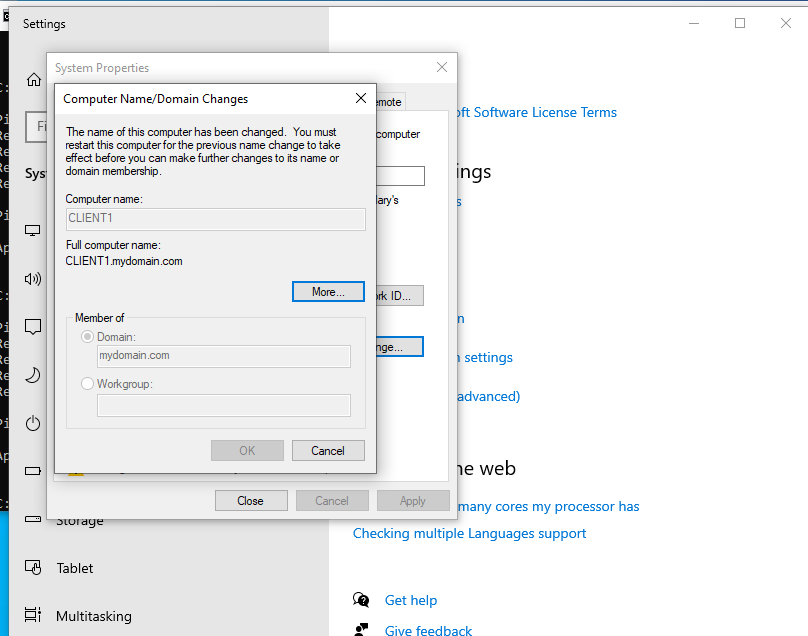 Settings
System Properties
Computer Name/Domain Changes
The name of this computer has been changed. You must
restart this computer for the previous name change to take
effect before you can make further changes to its name or
domain membership.
Computer name:
CLIENT1
Full computer name:
CLIENT1.mydomain.com
More...
Member of
Domain:
mydomain.com
Workgroup:
OK
Cancel
emote
computer
ary's
rk ID...
nge...
Close
Cancel
Apply
Fi
Sys
Storage
Tablet
Multitasking
oft Software License Terms
ings
s
n
n settings
advanced)
he web
many cores my processor has
Checking multiple Languages support
Get help
Give feedback